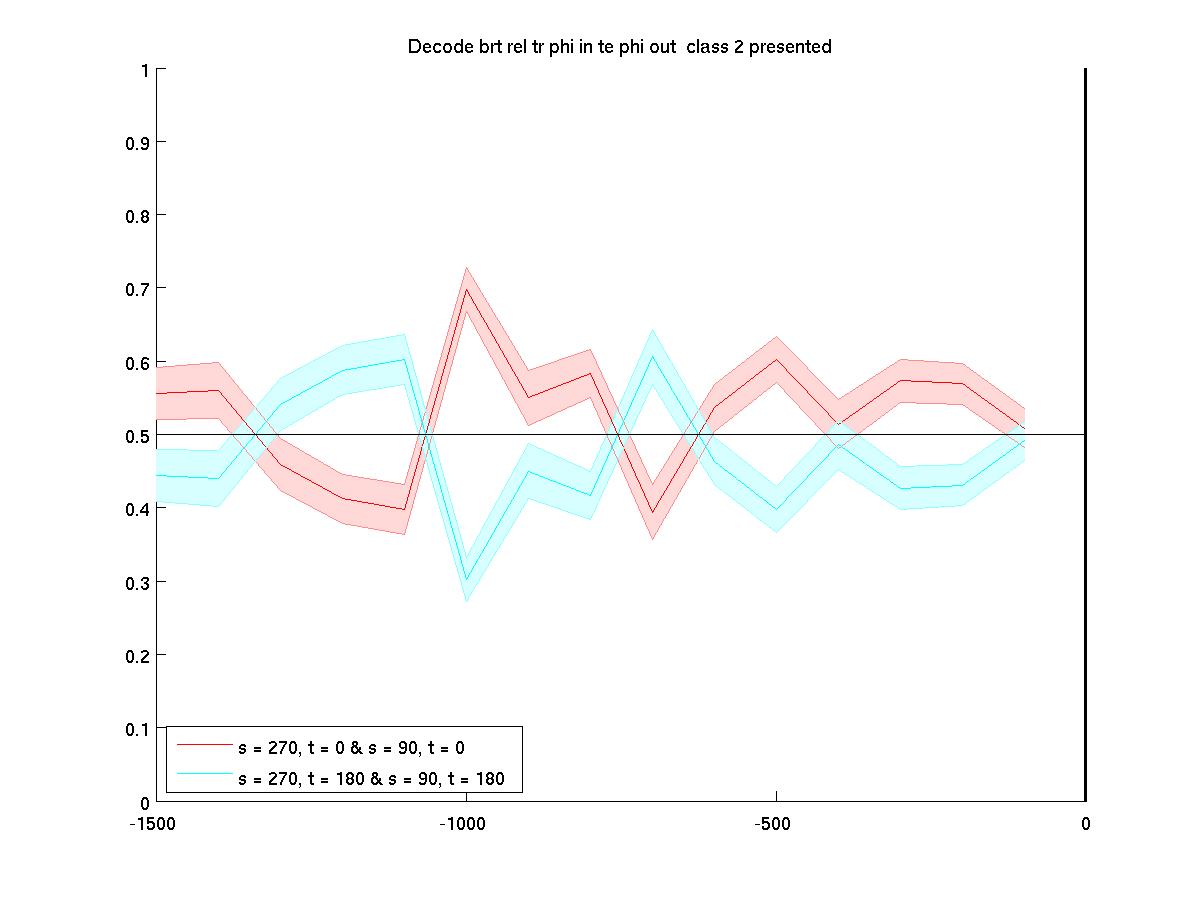 Decode brt rel tr phi in te phi out  class 2 presented
1
0.9
0.8
0.7
0.6
0.5
0.4
0.3
0.2
0.1
0
s = 270, t = 0 & s = 90, t = 0
s = 270, t = 180 & s = 90, t = 180
-1500 -1000 -500 0